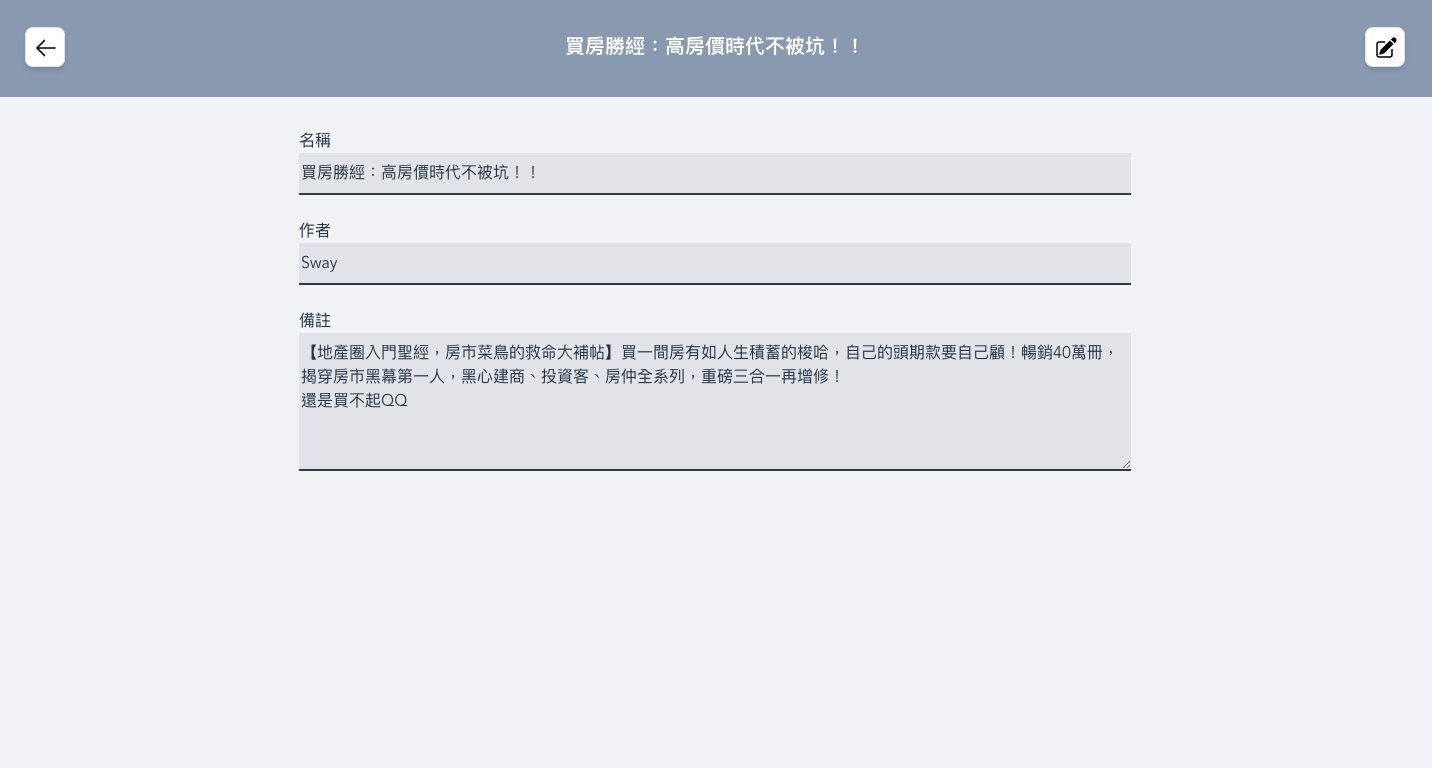 買房勝經：高房價時代不被坑！！
名稱
買房勝經：高房價時代不被坑！！
作者
Sway
備註
【地產圈入門聖經，房市菜鳥的救命大補帖】買一間房有如人生積蓄的梭哈，自己的頭期款要自己顧！暢銷40萬冊，
揭穿房市黑幕第一人，黑心建商、投資客、房仲全系列，重磅三合一再增修！
還是買不起QQ